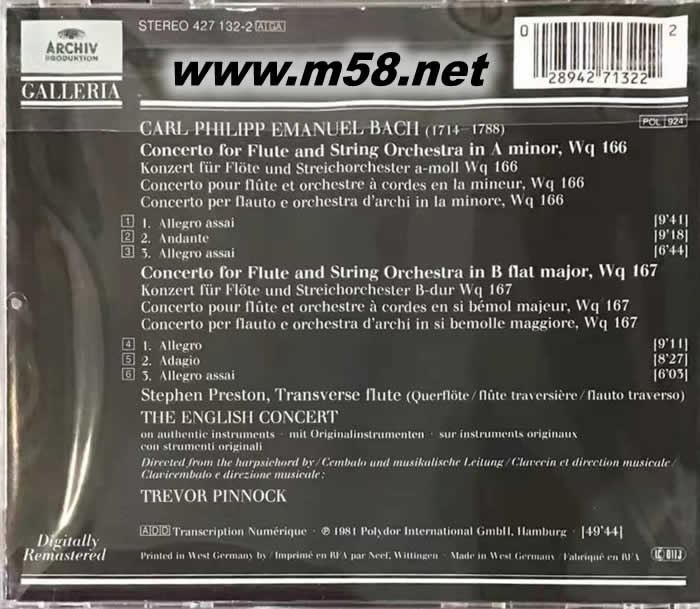 ARCHIV
PRODUKTION
GALLERIA
STEREO 427 132-2 AGA
www.m58.net
0 28942 71322 2
CARL PHILIPP EMANUEL BACH (1714-1788)
POL 924
Concerto for Flute and String Orchestra in A minor, Wq 166
Konzert für Flöte und Streichorchester a-moll Wq 166
Concerto pour flûte et orchestre à cordes en la mineur, Wq 166
Concerto per flauto e orchestra d'archi in la minore, Wq 166
1 1. Allegro assai [9'41]
2 2. Andante [9'18]
3 3. Allegro assai [6'44]
Concerto for Flute and String Orchestra in B flat major, Wq 167
Konzert für Flöte und Streichorchester B-dur Wq 167
Concerto pour flûte et orchestre à cordes en si bémol majeur, Wq 167
Concerto per flauto e orchestra d'archi in si bemolle maggiore, Wq 167
4 1. Allegro [9'11]
5 2. Adagio [8'27]
6 3. Allegro assai [6'03]
Stephen Preston, Transverse flute (Querflöte/flûte traversière/flauto traverso)
THE ENGLISH CONCERT
on authentic instruments · mit Originalinstrumenten · sur instruments originaux
con strumenti originali
Directed from the harpsichord by/Cembalo und musikalische Leitung/Clavecin et direction musicale/
Clavicembalo e direzione musicale:
TREVOR PINNOCK
Digitally
Remastered
ADD Transcription Numérique · ℗ 1981 Polydor International GmbH, Hamburg · [49'44]
Printed in West Germany by/Imprimé en RFA par Neef, Wittingen · Made in West Germany/Fabriqué en RFA